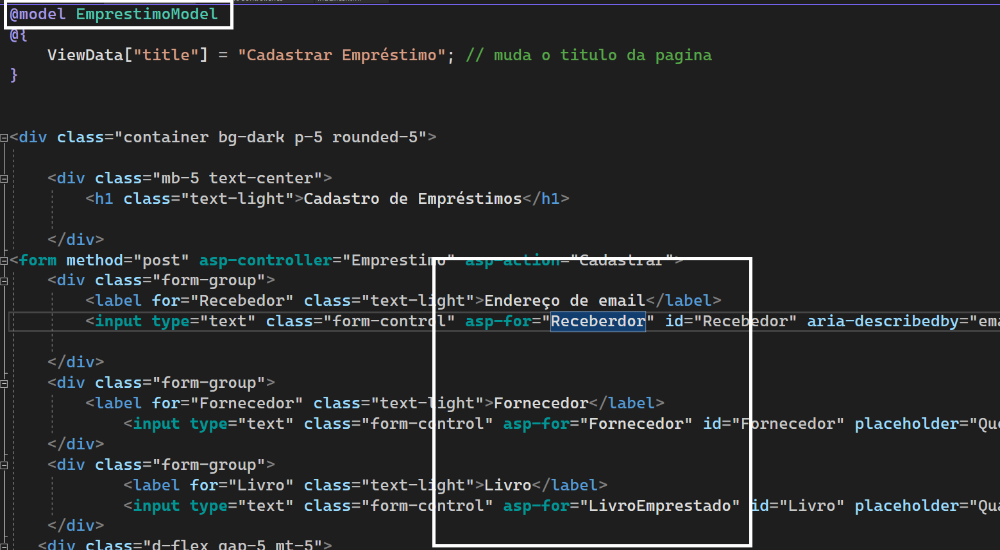 @model EmprestimoModel
@{
ViewData["title"] = "Cadastrar Empréstimo"; // muda o titulo da pagina
}
<div class="container bg-dark p-5 rounded-5">
<div class="mb-5 text-center">
<h1 class="text-light">Cadastro de Empréstimos</h1>
</div>
<form method="post" asp-controller="Emprestimo" asp-action="Cadastrar">
<div class="form-group">
<label for="Recebedor" class="text-light">Endereço de email</label>
<input type="text" class="form-control" asp-for="Receberdor" id="Recebedor" aria-describedby="ema
</div>
<div class="form-group">
<label for="Fornecedor" class="text-light">Fornecedor</label>
<input type="text" class="form-control" asp-for="Fornecedor" id="Fornecedor" placeholder="Que
</div>
<div class="form-group">
<label for="Livro" class="text-light">Livro</label>
<input type="text" class="form-control" asp-for="LivroEmprestado" id="Livro" placeholder="Qua
</div>
<div class="d-flex gap-5 mt-5">